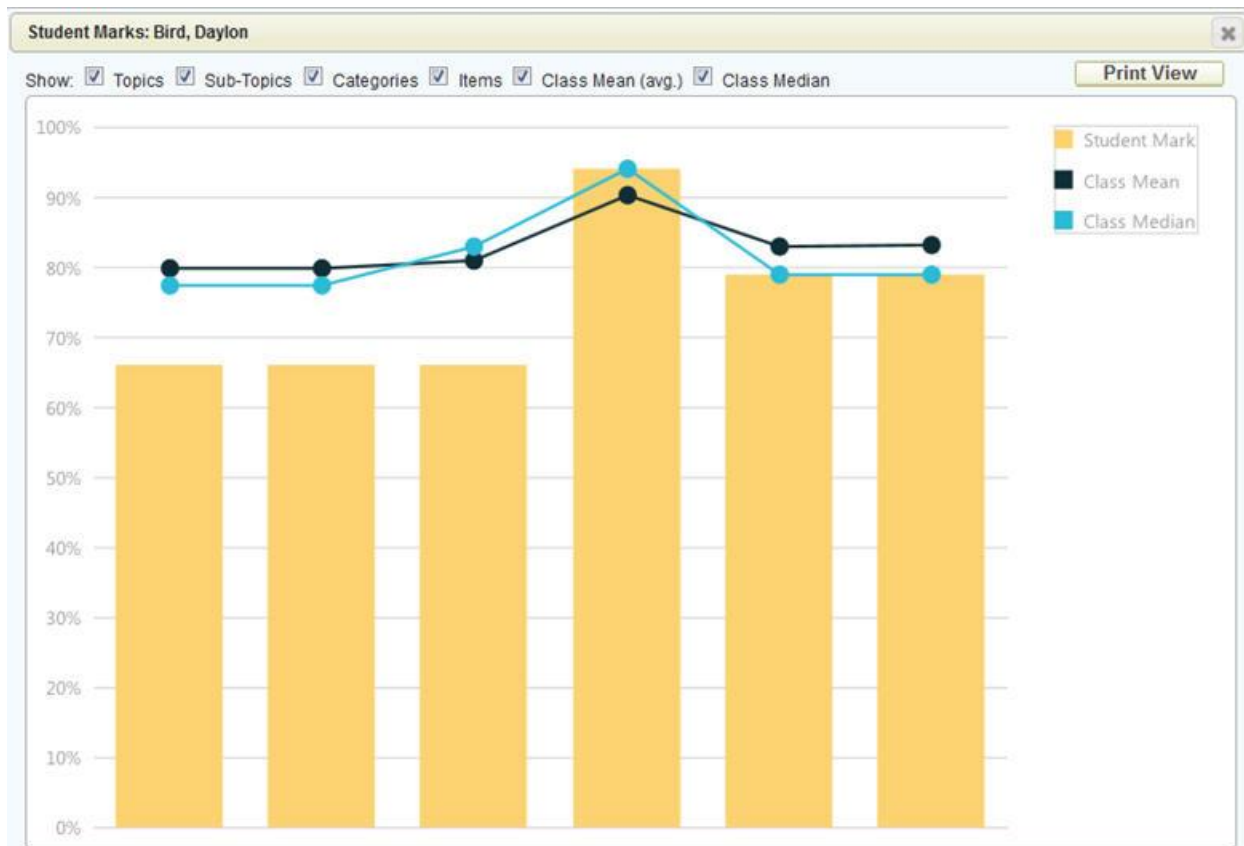 Student Marks: Bird, Daylon
Show: Topics Sub-Topics Categories Items Class Mean (avg.) Class Median Print View
100%
90%
80%
70%
60%
50%
40%
30%
20%
10%
0%
Student Mark
Class Mean
Class Median